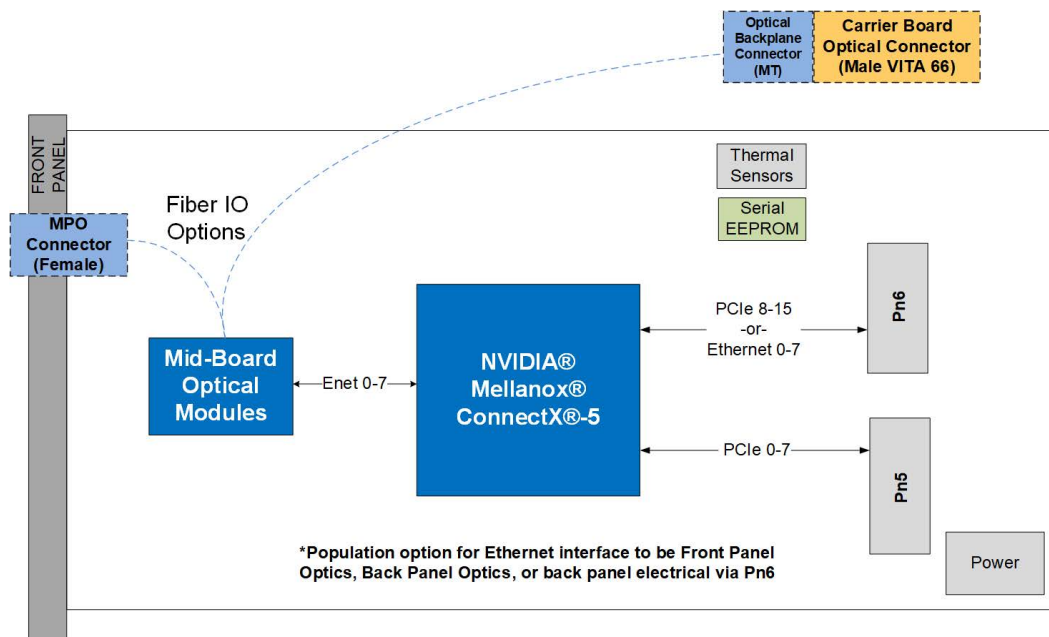 Optical
Backplane
Connector
(MT)
Carrier Board
Optical Connector
(Male VITA 66)
FRONT
PANEL
Thermal
Sensors
Serial
EEPROM
MPO
Connector
(Female)
Fiber IO
Options
Mid-Board
Optical
Modules
Enet 0-7
NVIDIA®
Mellanox®
ConnectX®-5
PCIe 8-15
-or-
Ethernet 0-7
Pn6
PCIe 0-7
Pn5
*Population option for Ethernet interface to be Front Panel
Optics, Back Panel Optics, or back panel electrical via Pn6
Power